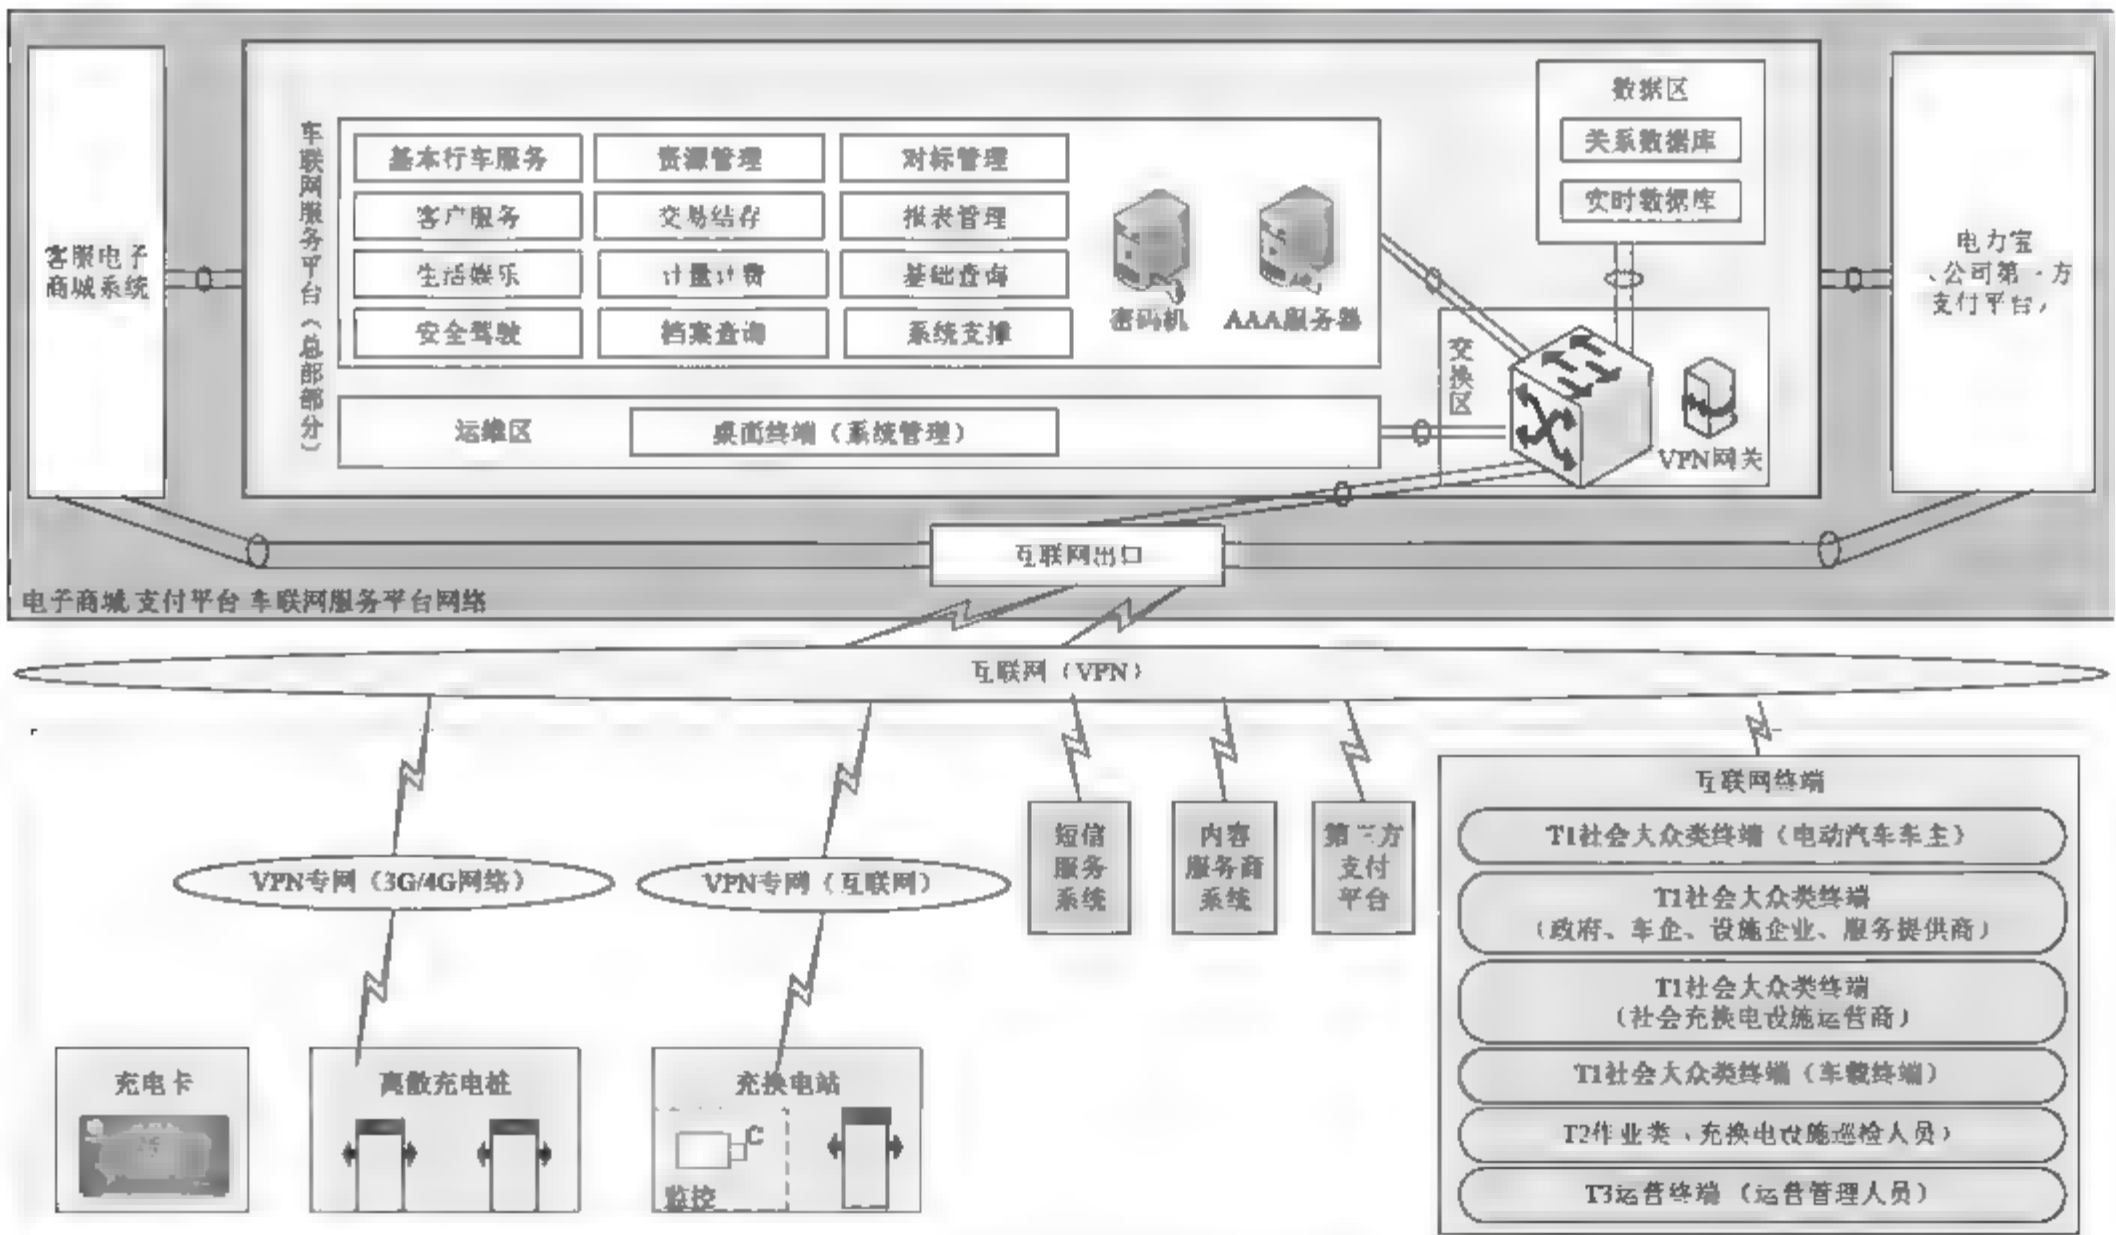 客服电子
商城系统
车联网服务平台（总部部分）
基本行车服务
资源管理
对标管理
客户服务
交易结存
报表管理
生活娱乐
计量计费
基础查询
安全驾驶
档案查询
系统支撑
密码机
AAA服务器
数据区
关系数据库
实时数据库
交换区
VPN网关
运维区
桌面终端（系统管理）
电力宝
公司第 方
支付平台）
互联网出口
电子商城 支付平台 车联网服务平台网络
互联网（VPN）
VPN专网（3G/4G网络）
VPN专网（互联网）
短信
服务
系统
内容
服务商
系统
第三方
支付
平台
互联网终端
T1社会大众类终端（电动汽车车主）
T1社会大众类终端
（政府、车企、设施企业、服务提供商）
T1社会大众类终端
（社会充换电设施运营商）
T1社会大众类终端（车载终端）
T2作业类（充换电设施巡检人员）
T3运营终端（运营管理人员）
充电卡
离散充电桩
充换电站
监控